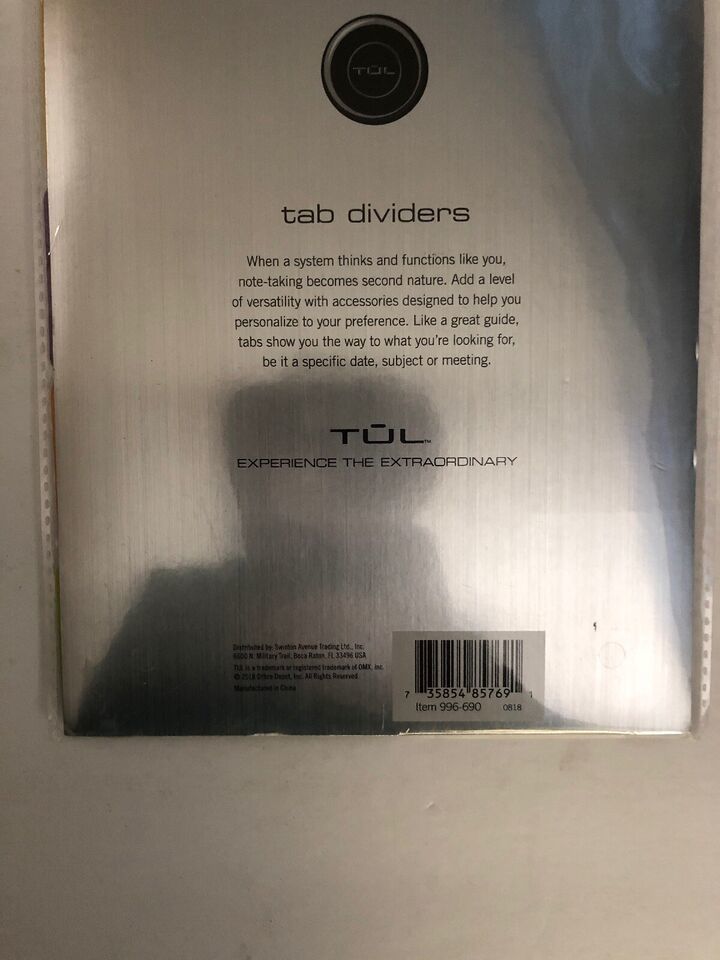 TŪL
tab dividers
When a system thinks and functions like you,
note-taking becomes second nature. Add a level
of versatility with accessories designed to help you
personalize to your preference. Like a great guide,
tabs show you the way to what you're looking for,
be it a specific date, subject or meeting.
TŪL™
EXPERIENCE THE EXTRAORDINARY
Distributed by: Swinton Avenue Trading Ltd., Inc.
6600 N. Military Trail, Boca Raton, FL 33496 USA
TUL is a trademark or registered trademark of OMX, Inc.
© 2018 Office Depot, Inc. All Rights Reserved
Manufactured in China
7 35854 85769 1
Item 996-690 0818